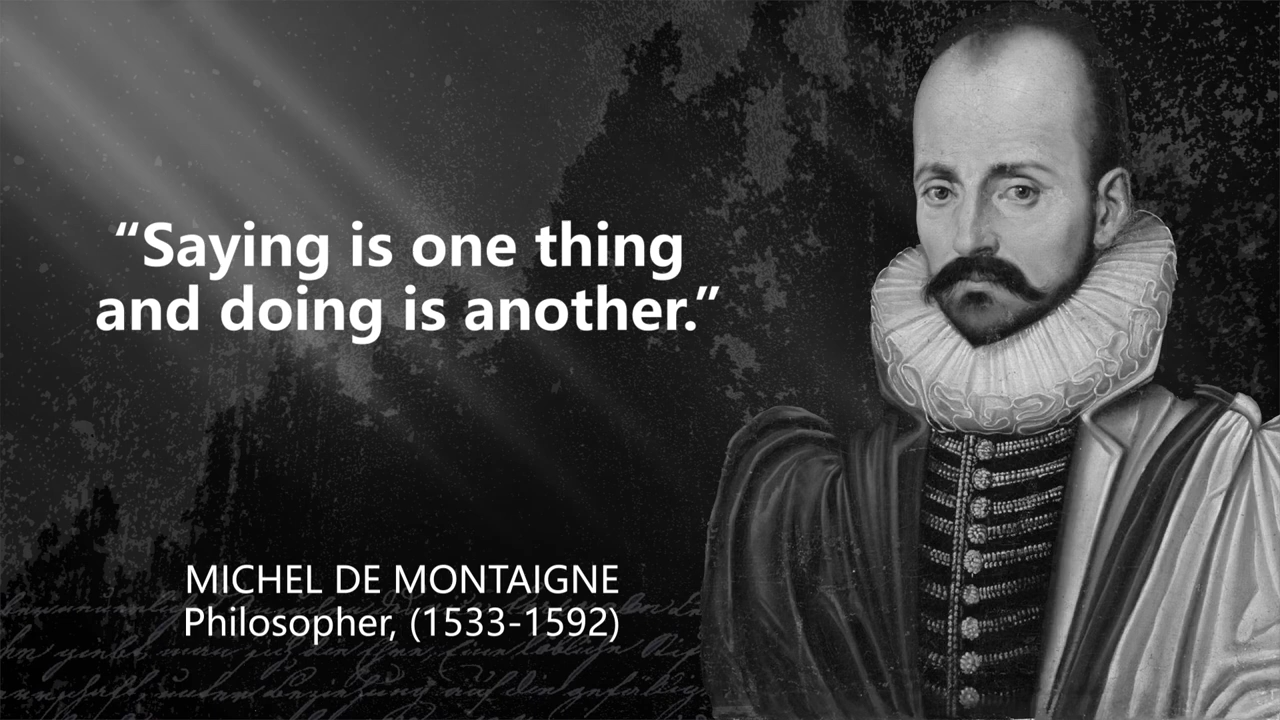 “Saying is one thing
and doing is another.”
MICHEL DE MONTAIGNE
Philosopher, (1533-1592)